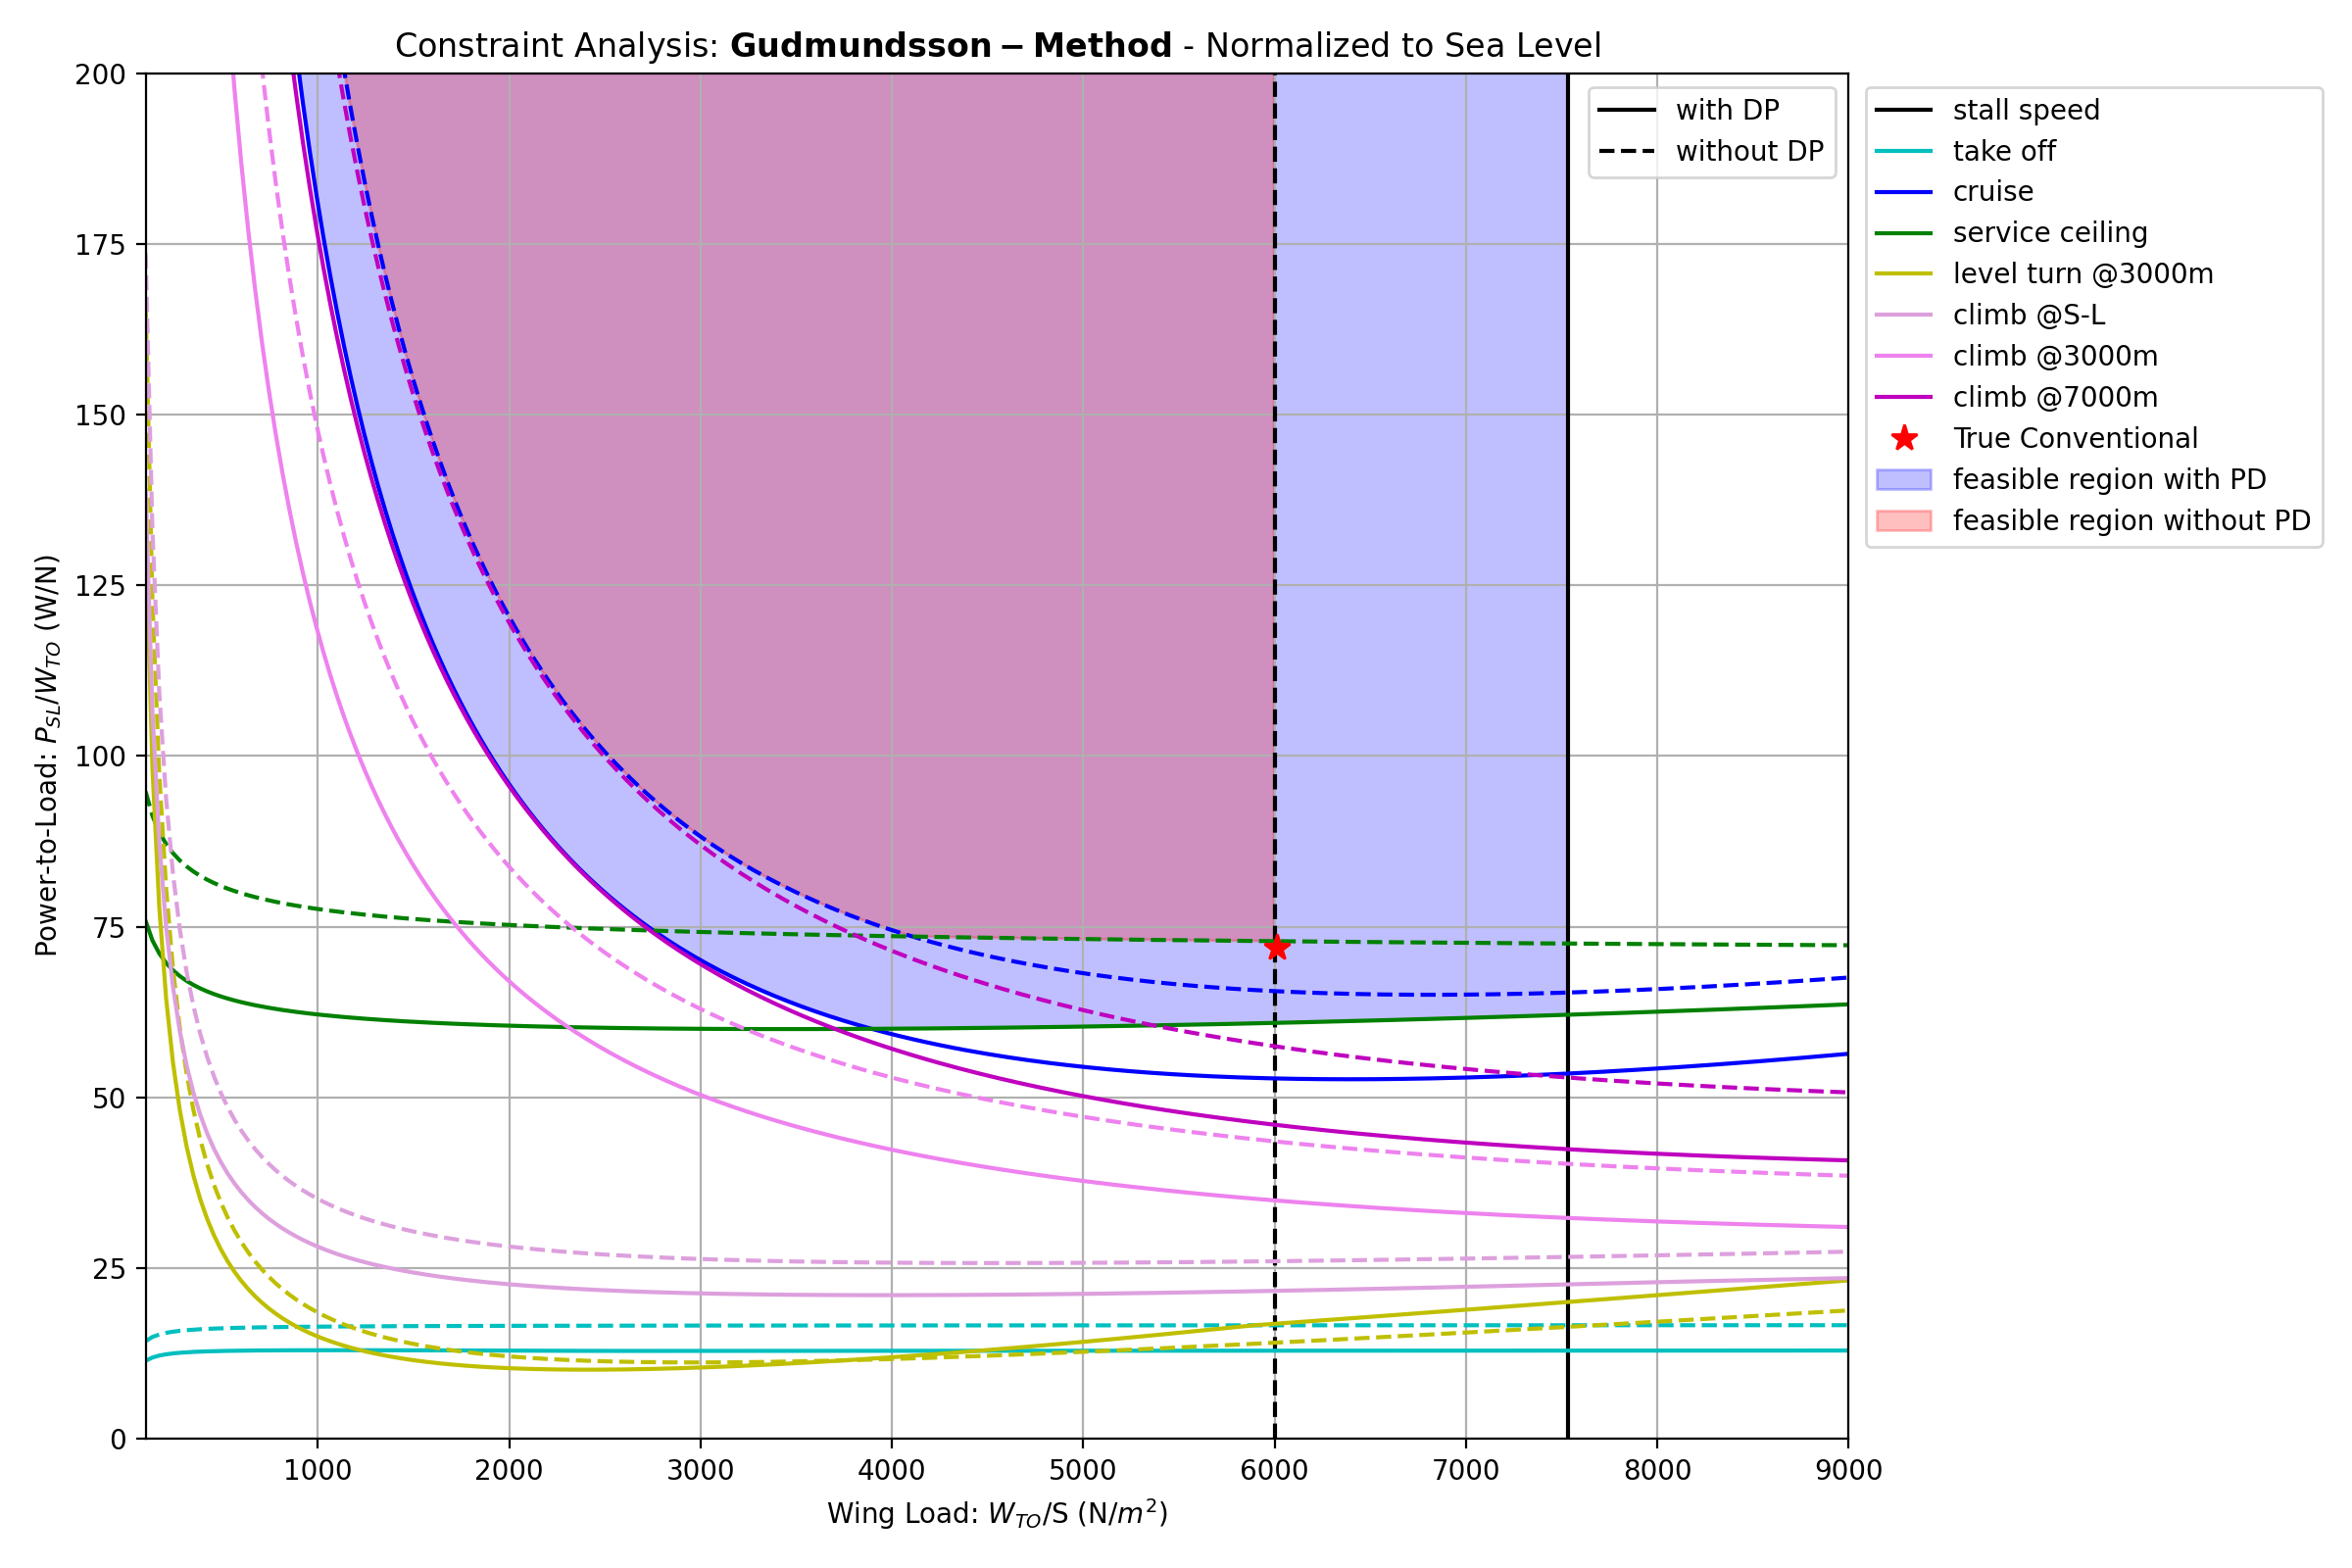 Constraint Analysis: Gudmundsson − Method - Normalized to Sea Level
200
175
150
125
100
75
50
25
0
Power-to-Load: P_SL/W_TO (W/N)
1000 2000 3000 4000 5000 6000 7000 8000 9000
Wing Load: W_TO/S (N/m²)
with DP
without DP
stall speed
take off
cruise
service ceiling
level turn @3000m
climb @S-L
climb @3000m
climb @7000m
True Conventional
feasible region with PD
feasible region without PD